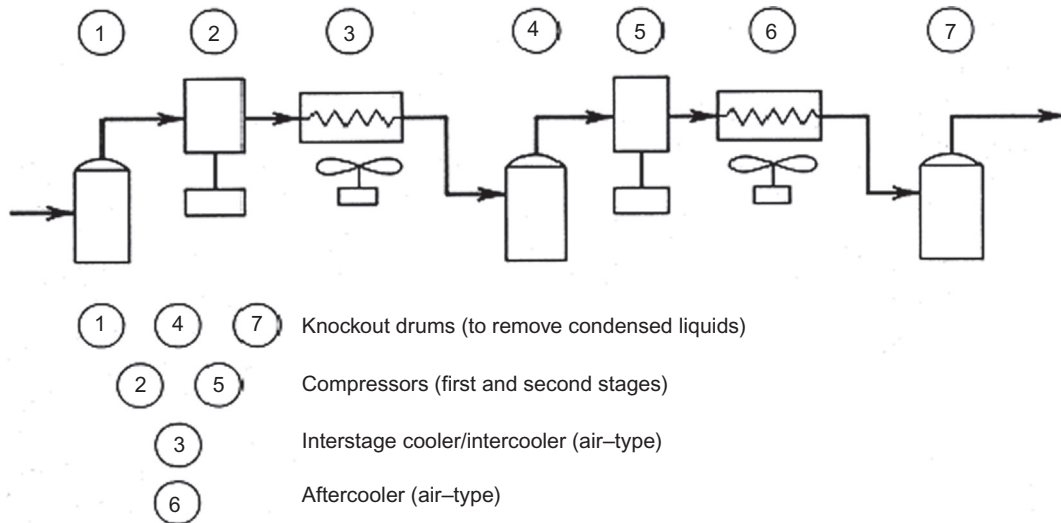 1 2 3 4 5 6 7
1 4 7 Knockout drums (to remove condensed liquids)
2 5 Compressors (first and second stages)
3 Interstage cooler/intercooler (air–type)
6 Aftercooler (air–type)